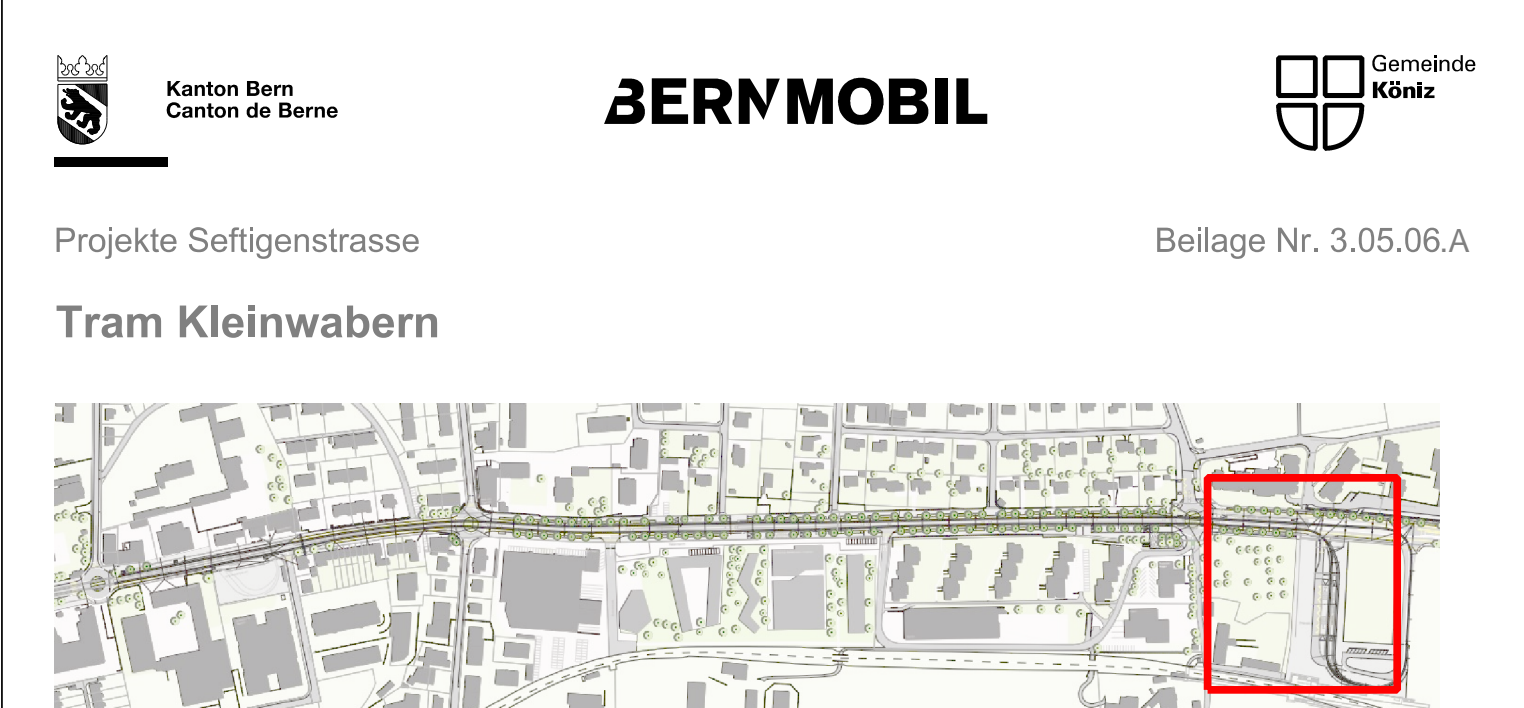 Kanton Bern
Canton de Berne
BERNMOBIL
Gemeinde
Köniz
Projekte Seftigenstrasse
Beilage Nr. 3.05.06.A
Tram Kleinwabern